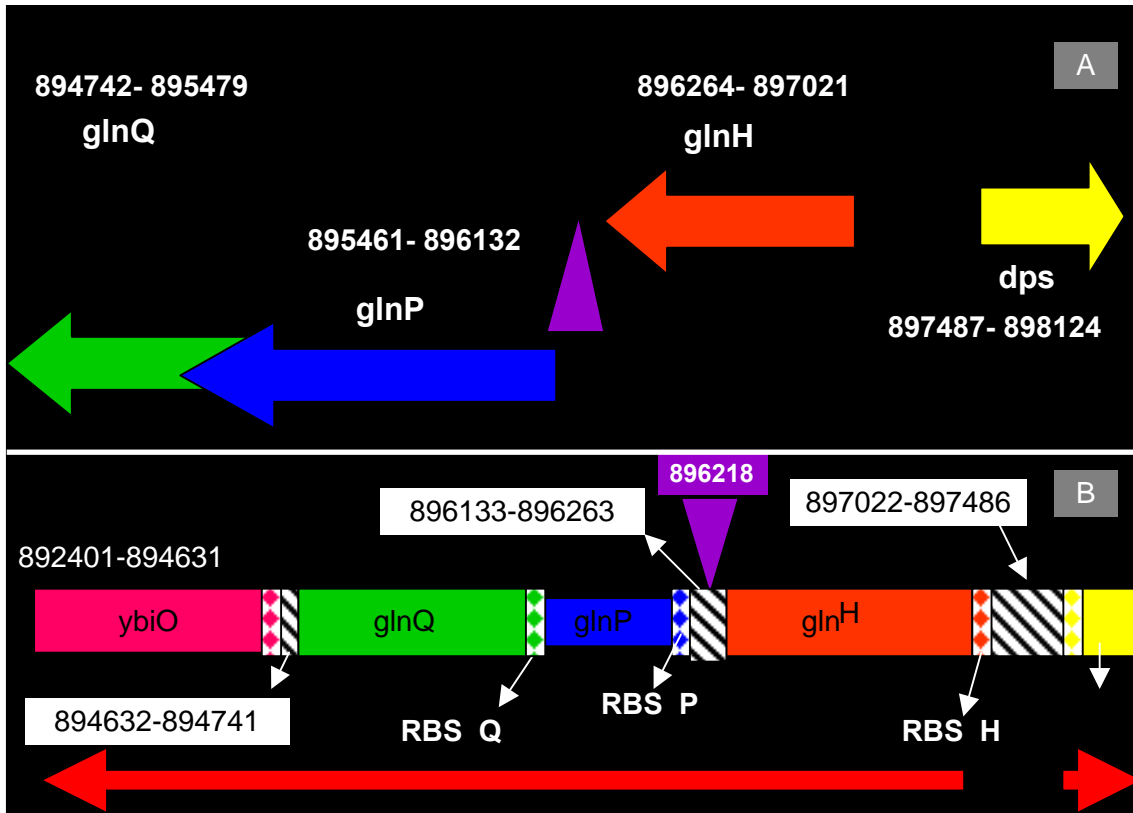 A
894742- 895479
glnQ
896264- 897021
glnH
895461- 896132
glnP
dps
897487- 898124
B
896218
896133-896263
897022-897486
892401-894631
ybiO
glnQ
glnP
glnH
894632-894741
RBS Q
RBS P
RBS H